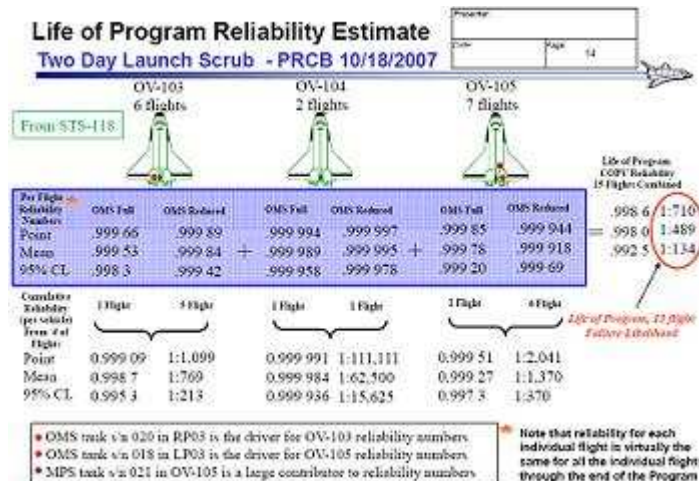 Life of Program Reliability Estimate
Two Day Launch Scrub - PRCB 10/18/2007
Presenter
Date
Page 14
OV-103 OV-104 OV-105
6 flights 2 flights 7 flights
From STS-118
Life of Program
COPV Reliability
15 Flights Combined
Per Flight
Reliability
Numbers
OMS Full OMS Reduced OMS Full OMS Reduced OMS Full OMS Reduced
Point .999 66 .999 89 .999 994 .999 997 .999 85 .999 944 .998 6 1:710
Mean .999 53 .999 84 + .999 989 .999 995 + .999 78 .999 918 = .998 0 1:489
95% CL .998 3 .999 42 .999 958 .999 978 .999 20 .999 69 .992 5 1:134
Cumulative
Reliability
(per vehicle)
From # of
Flights
1 Flight 5 Flight 1 Flight 1 Flight Flight 6 Flight
Life of Program, 15 flight
Failure Likelihood
Point 0.999 09 1:1,099 0.999 991 1:111,111 0.999 51 1:2,041
Mean 0.998 7 1:769 0.999 984 1:62,500 0.999 27 1:1,370
95% CL 0.995 3 1:213 0.999 936 1:15,625 0.997 3 1:370
• OMS tank s/n 020 in RP03 is the driver for OV-103 reliability numbers
• OMS tank s/n 018 in LP03 is the driver for OV-105 reliability numbers
• MPS tank s/n 021 in OV-105 is a large contributor to reliability numbers
Note that reliability for each
individual flight is virtually the
same for all the individual flight
through the end of the Program